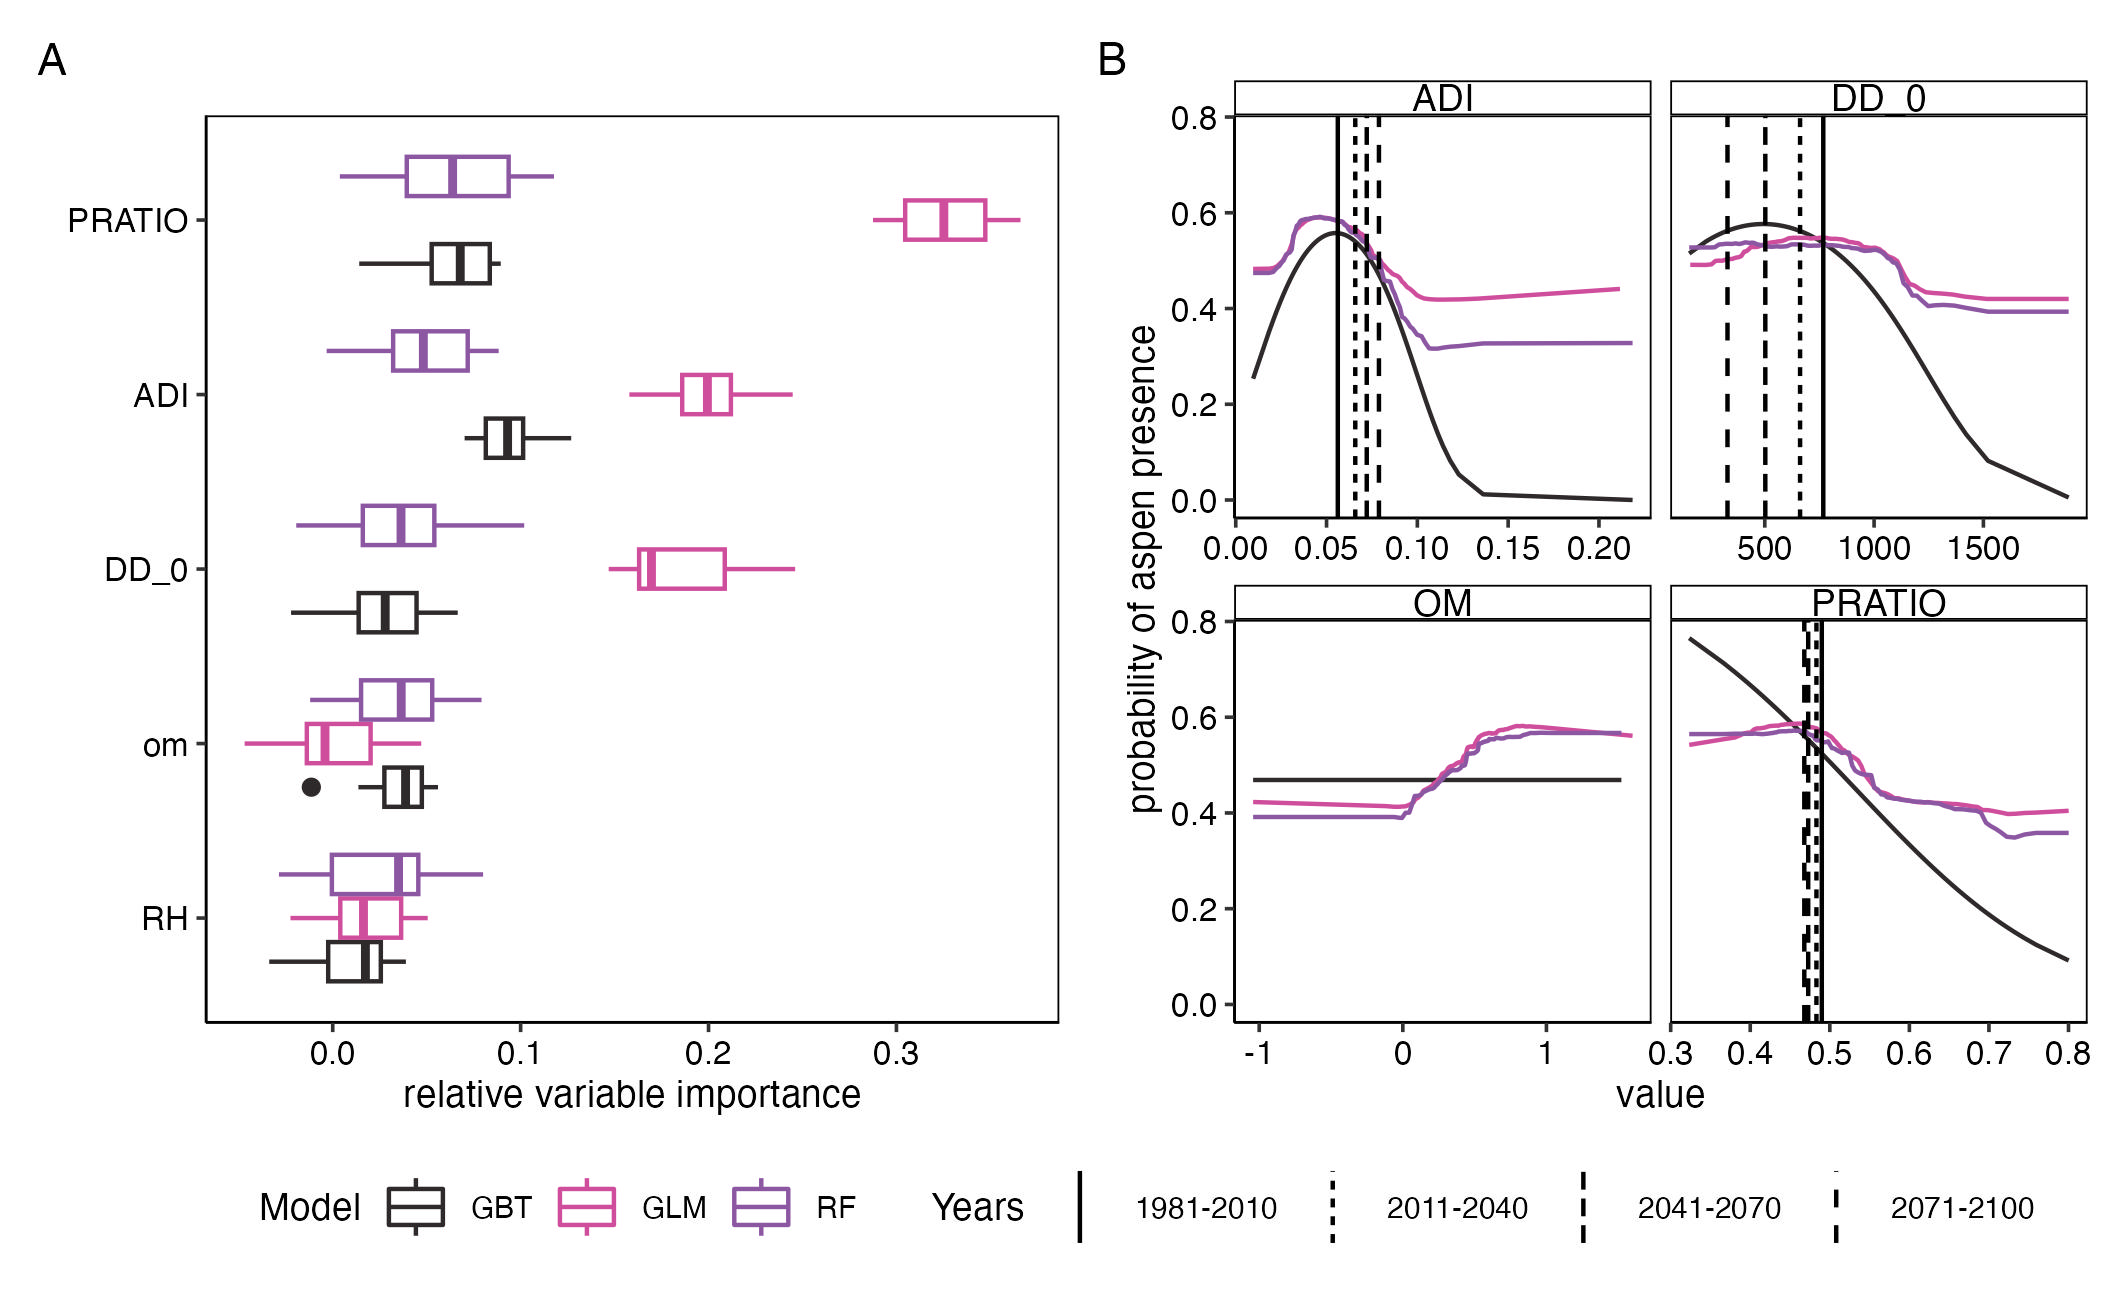 A
PRATIO
ADI
DD_0
om
RH
0.0 0.1 0.2 0.3
relative variable importance
B
probability of aspen presence
ADI
DD_0
0.8
0.6
0.4
0.2
0.0
0.00 0.05 0.10 0.15 0.20
500 1000 1500
OM
PRATIO
0.8
0.6
0.4
0.2
0.0
-1 0 1
0.3 0.4 0.5 0.6 0.7 0.8
value
Model GBT GLM RF Years 1981-2010 2011-2040 2041-2070 2071-2100